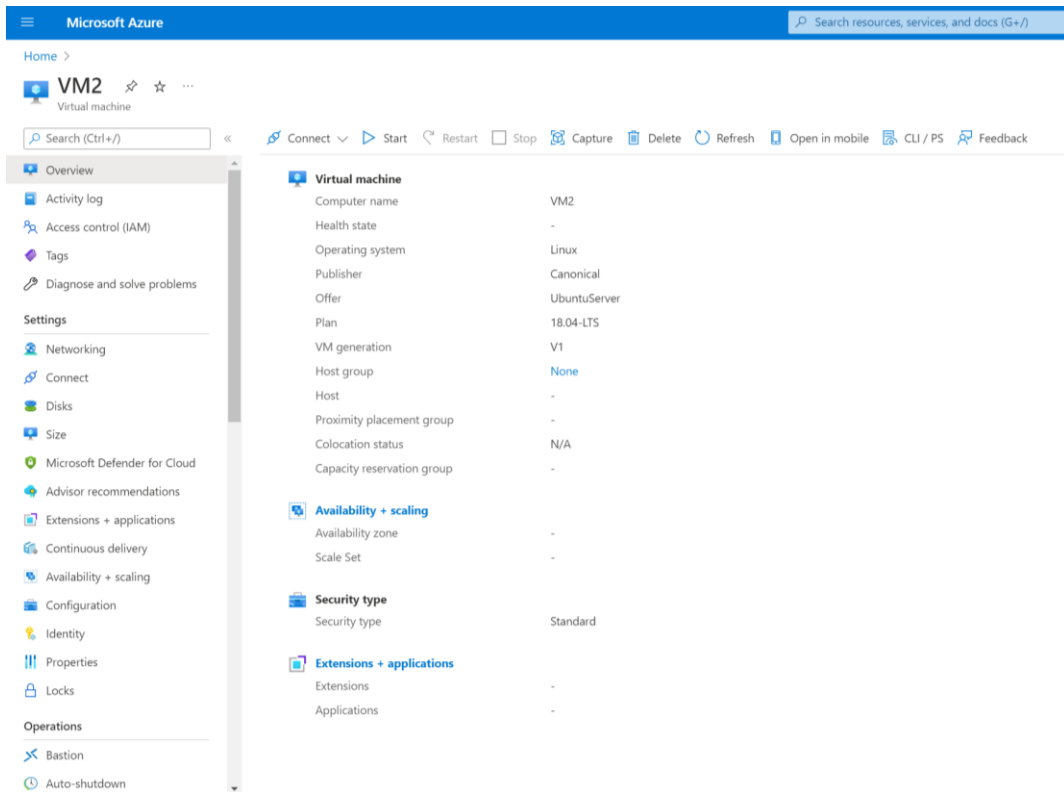 Microsoft Azure
Search resources, services, and docs (G+/)
Home >
VM2
Virtual machine
Search (Ctrl+/)
Connect Start Restart Stop Capture Delete Refresh Open in mobile CLI / PS Feedback
Overview
Activity log
Access control (IAM)
Tags
Diagnose and solve problems
Settings
Networking
Connect
Disks
Size
Microsoft Defender for Cloud
Advisor recommendations
Extensions + applications
Continuous delivery
Availability + scaling
Configuration
Identity
Properties
Locks
Operations
Bastion
Auto-shutdown
Virtual machine
Computer name VM2
Health state -
Operating system Linux
Publisher Canonical
Offer UbuntuServer
Plan 18.04-LTS
VM generation V1
Host group None
Host -
Proximity placement group -
Colocation status N/A
Capacity reservation group -
Availability + scaling
Availability zone -
Scale Set -
Security type
Security type Standard
Extensions + applications
Extensions -
Applications -